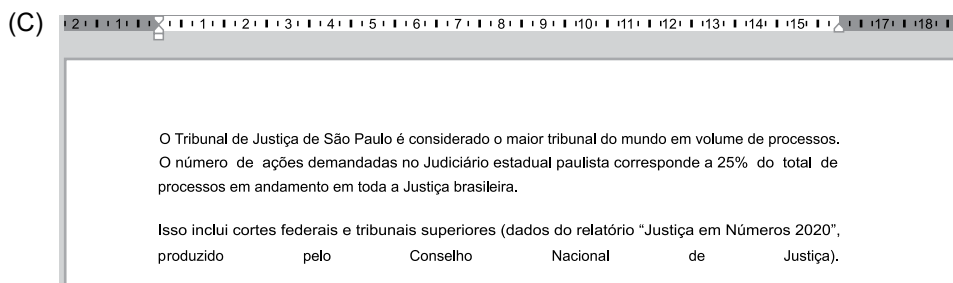 (C)
2 1 1 2 3 4 5 6 7 8 9 10 11 12 13 14 15 17 18
O Tribunal de Justiça de São Paulo é considerado o maior tribunal do mundo em volume de processos.
O número de ações demandadas no Judiciário estadual paulista corresponde a 25% do total de
processos em andamento em toda a Justiça brasileira.
Isso inclui cortes federais e tribunais superiores (dados do relatório “Justiça em Números 2020”,
produzido pelo Conselho Nacional de Justiça).